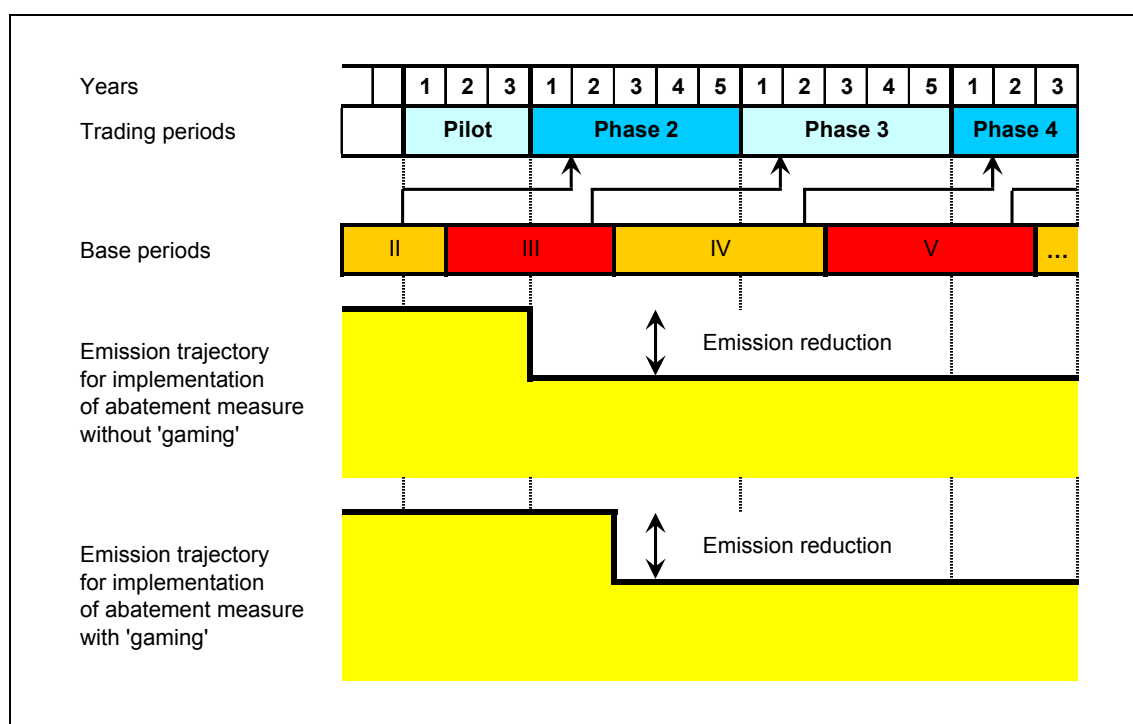 Years 1 2 3 1 2 3 4 5 1 2 3 4 5 1 2 3
Trading periods Pilot Phase 2 Phase 3 Phase 4
Base periods II III IV V ...
Emission reduction
Emission trajectory
for implementation
of abatement measure
without 'gaming'
Emission reduction
Emission trajectory
for implementation
of abatement measure
with 'gaming'